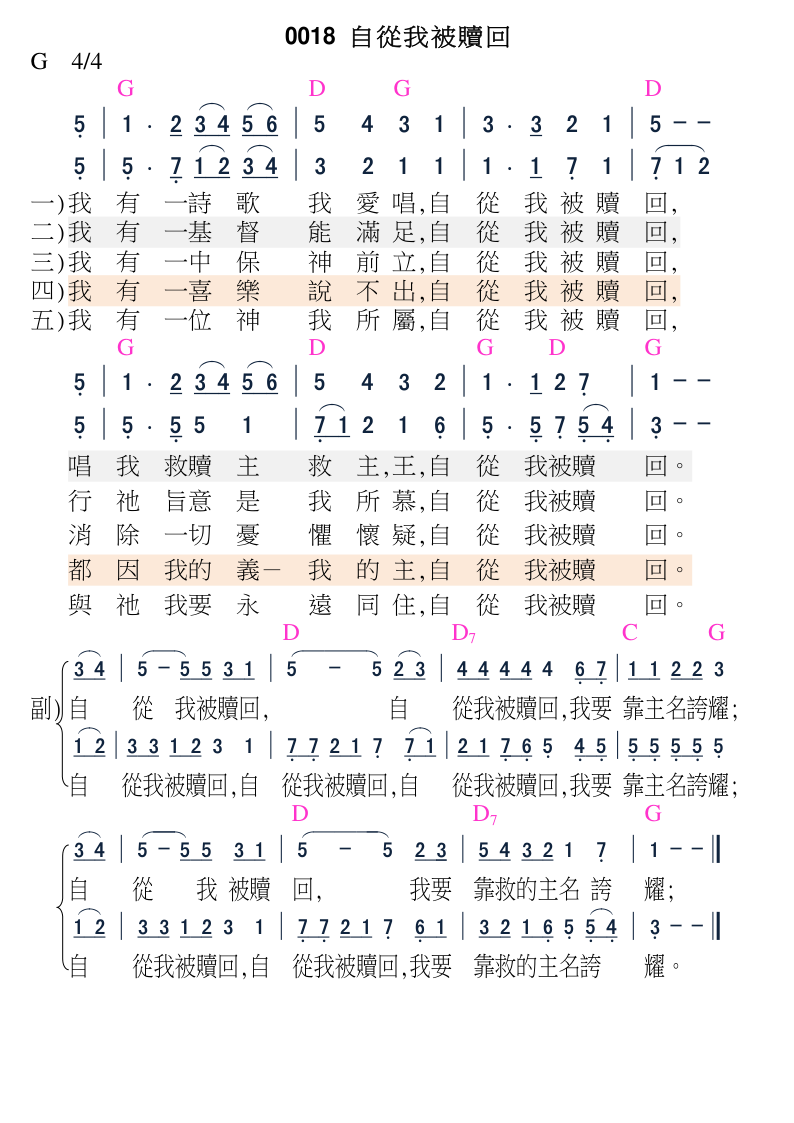 0018 自從我被贖回
G 4/4
G D G D
5 | 1 · 2 3 4 5 6 | 5 4 3 1 | 3 · 3 2 1 | 5 － －
5 | 5 · 7 1 2 3 4 | 3 2 1 1 | 1 · 1 7 1 | 7 1 2
一)我 有 一詩 歌 我 愛 唱,自 從 我 被 贖 回,
二)我 有 一基 督 能 滿 足,自 從 我 被 贖 回,
三)我 有 一中 保 神 前 立,自 從 我 被 贖 回,
四)我 有 一喜 樂 說 不 出,自 從 我 被 贖 回,
五)我 有 一位 神 我 所 屬,自 從 我 被 贖 回,
G D G D G
5 | 1 · 2 3 4 5 6 | 5 4 3 2 | 1 · 1 2 7 | 1 － －
5 | 5 · 5 5 1 | 7 1 2 1 6 | 5 · 5 7 5 4 | 3 － －
唱 我 救贖 主 救 主,王,自 從 我被贖 回。
行 祂 旨意 是 我 所 慕,自 從 我被贖 回。
消 除 一切 憂 懼 懷 疑,自 從 我被贖 回。
都 因 我的 義－ 我 的 主,自 從 我被贖 回。
與 祂 我要 永 遠 同 住,自 從 我被贖 回。
D D7 C G
3 4 | 5 － 5 5 3 1 | 5 － 5 2 3 | 4 4 4 4 4 6 7 | 1 1 2 2 3
副)自 從 我被贖回, 自 從我被贖回,我要 靠主名誇耀;
1 2 | 3 3 1 2 3 1 | 7 7 2 1 7 7 1 | 2 1 7 6 5 4 5 | 5 5 5 5 5
自 從我被贖回,自 從我被贖回,自 從我被贖回,我要 靠主名誇耀;
D D7 G
3 4 | 5 － 5 5 3 1 | 5 － 5 2 3 | 5 4 3 2 1 7 | 1 － － ‖
自 從 我 被贖 回, 我要 靠救的主名 誇 耀;
1 2 | 3 3 1 2 3 1 | 7 7 2 1 7 6 1 | 3 2 1 6 5 5 4 | 3 － － ‖
自 從我被贖回,自 從我被贖回,我要 靠救的主名誇 耀。